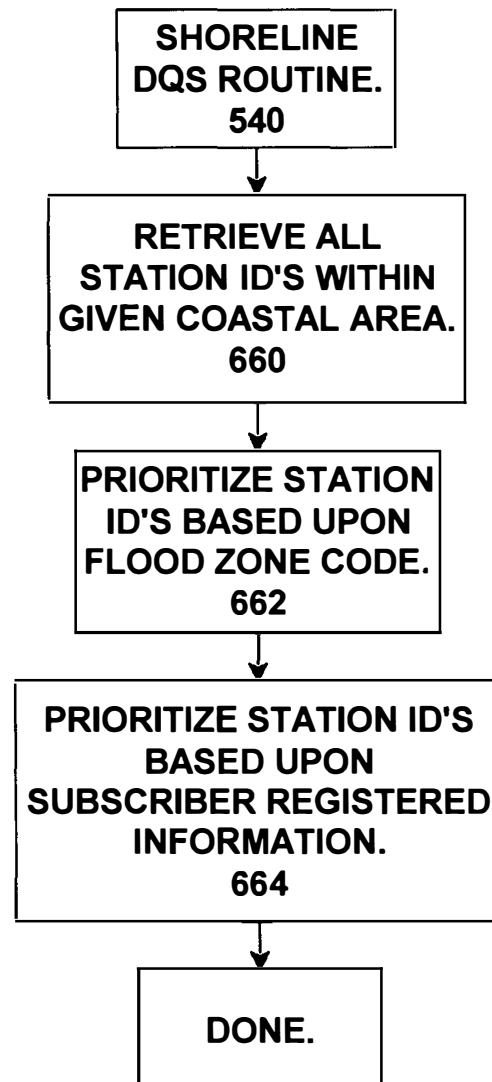 SHORELINE
DQS ROUTINE.
540
RETRIEVE ALL
STATION ID'S WITHIN
GIVEN COASTAL AREA.
660
PRIORITIZE STATION
ID'S BASED UPON
FLOOD ZONE CODE.
662
PRIORITIZE STATION ID'S
BASED UPON
SUBSCRIBER REGISTERED
INFORMATION.
664
DONE.